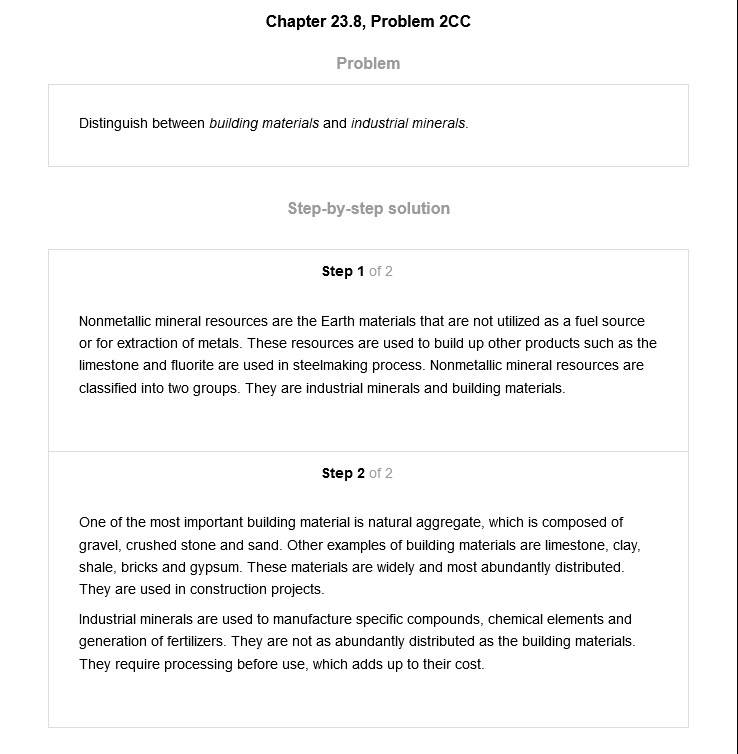 Chapter 23.8, Problem 2CC
Problem
Distinguish between building materials and industrial minerals.
Step-by-step solution
Step 1 of 2
Nonmetallic mineral resources are the Earth materials that are not utilized as a fuel source
or for extraction of metals. These resources are used to build up other products such as the
limestone and fluorite are used in steelmaking process. Nonmetallic mineral resources are
classified into two groups. They are industrial minerals and building materials.
Step 2 of 2
One of the most important building material is natural aggregate, which is composed of
gravel, crushed stone and sand. Other examples of building materials are limestone, clay,
shale, bricks and gypsum. These materials are widely and most abundantly distributed.
They are used in construction projects.
Industrial minerals are used to manufacture specific compounds, chemical elements and
generation of fertilizers. They are not as abundantly distributed as the building materials.
They require processing before use, which adds up to their cost.